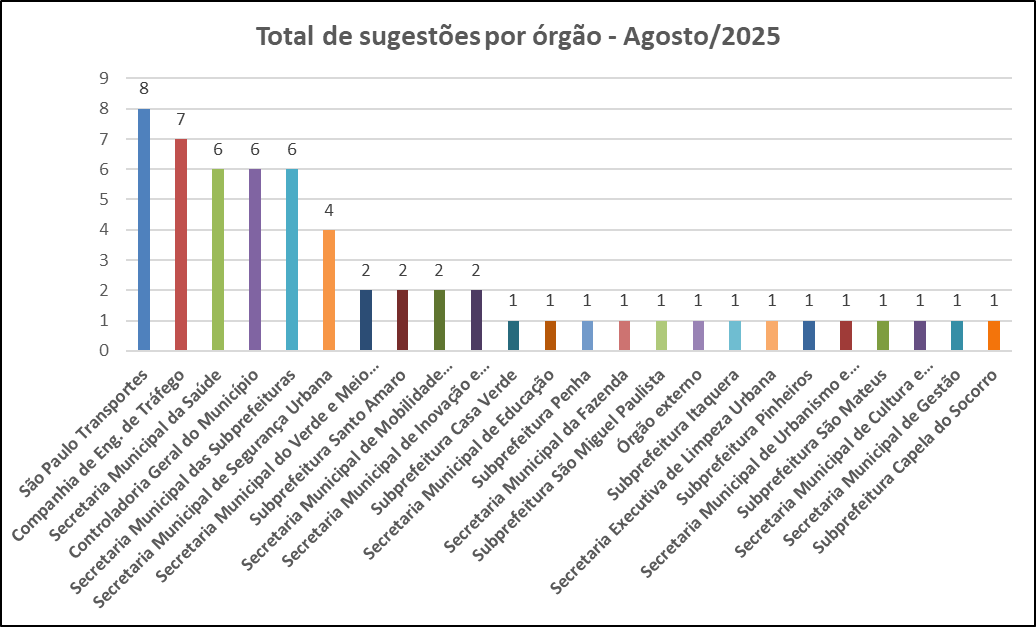 Total de sugestões por órgão - Agosto/2025
9
8
7
6
5
4
3
2
1
0
8
7
6
6
6
4
2
2
2
2
1
1
1
1
1
1
1
1
1
1
1
1
1
1
São Paulo Transportes
Companhia de Eng. de Tráfego
Secretaria Municipal da Saúde
Controladoria Geral do Município
Secretaria Municipal das Subprefeituras
Secretaria Municipal de Segurança Urbana
Secretaria Municipal do Verde e Meio...
Subprefeitura Santo Amaro
Secretaria Municipal de Mobilidade...
Secretaria Municipal de Inovação e...
Subprefeitura Casa Verde
Secretaria Municipal de Educação
Subprefeitura Penha
Secretaria Municipal da Fazenda
Subprefeitura São Miguel Paulista
Órgão externo
Subprefeitura Itaquera
Secretaria Executiva de Limpeza Urbana
Subprefeitura Pinheiros
Secretaria Municipal de Urbanismo e...
Subprefeitura São Mateus
Secretaria Municipal de Cultura e...
Secretaria Municipal de Gestão
Subprefeitura Capela do Socorro